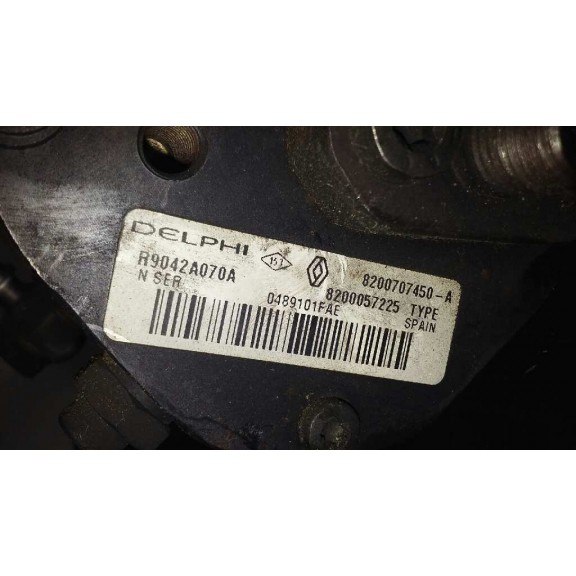 DELPHI
R9042A070A 8200707450-A
N SER 8200057225 TYPE
0489101FAE SPAIN